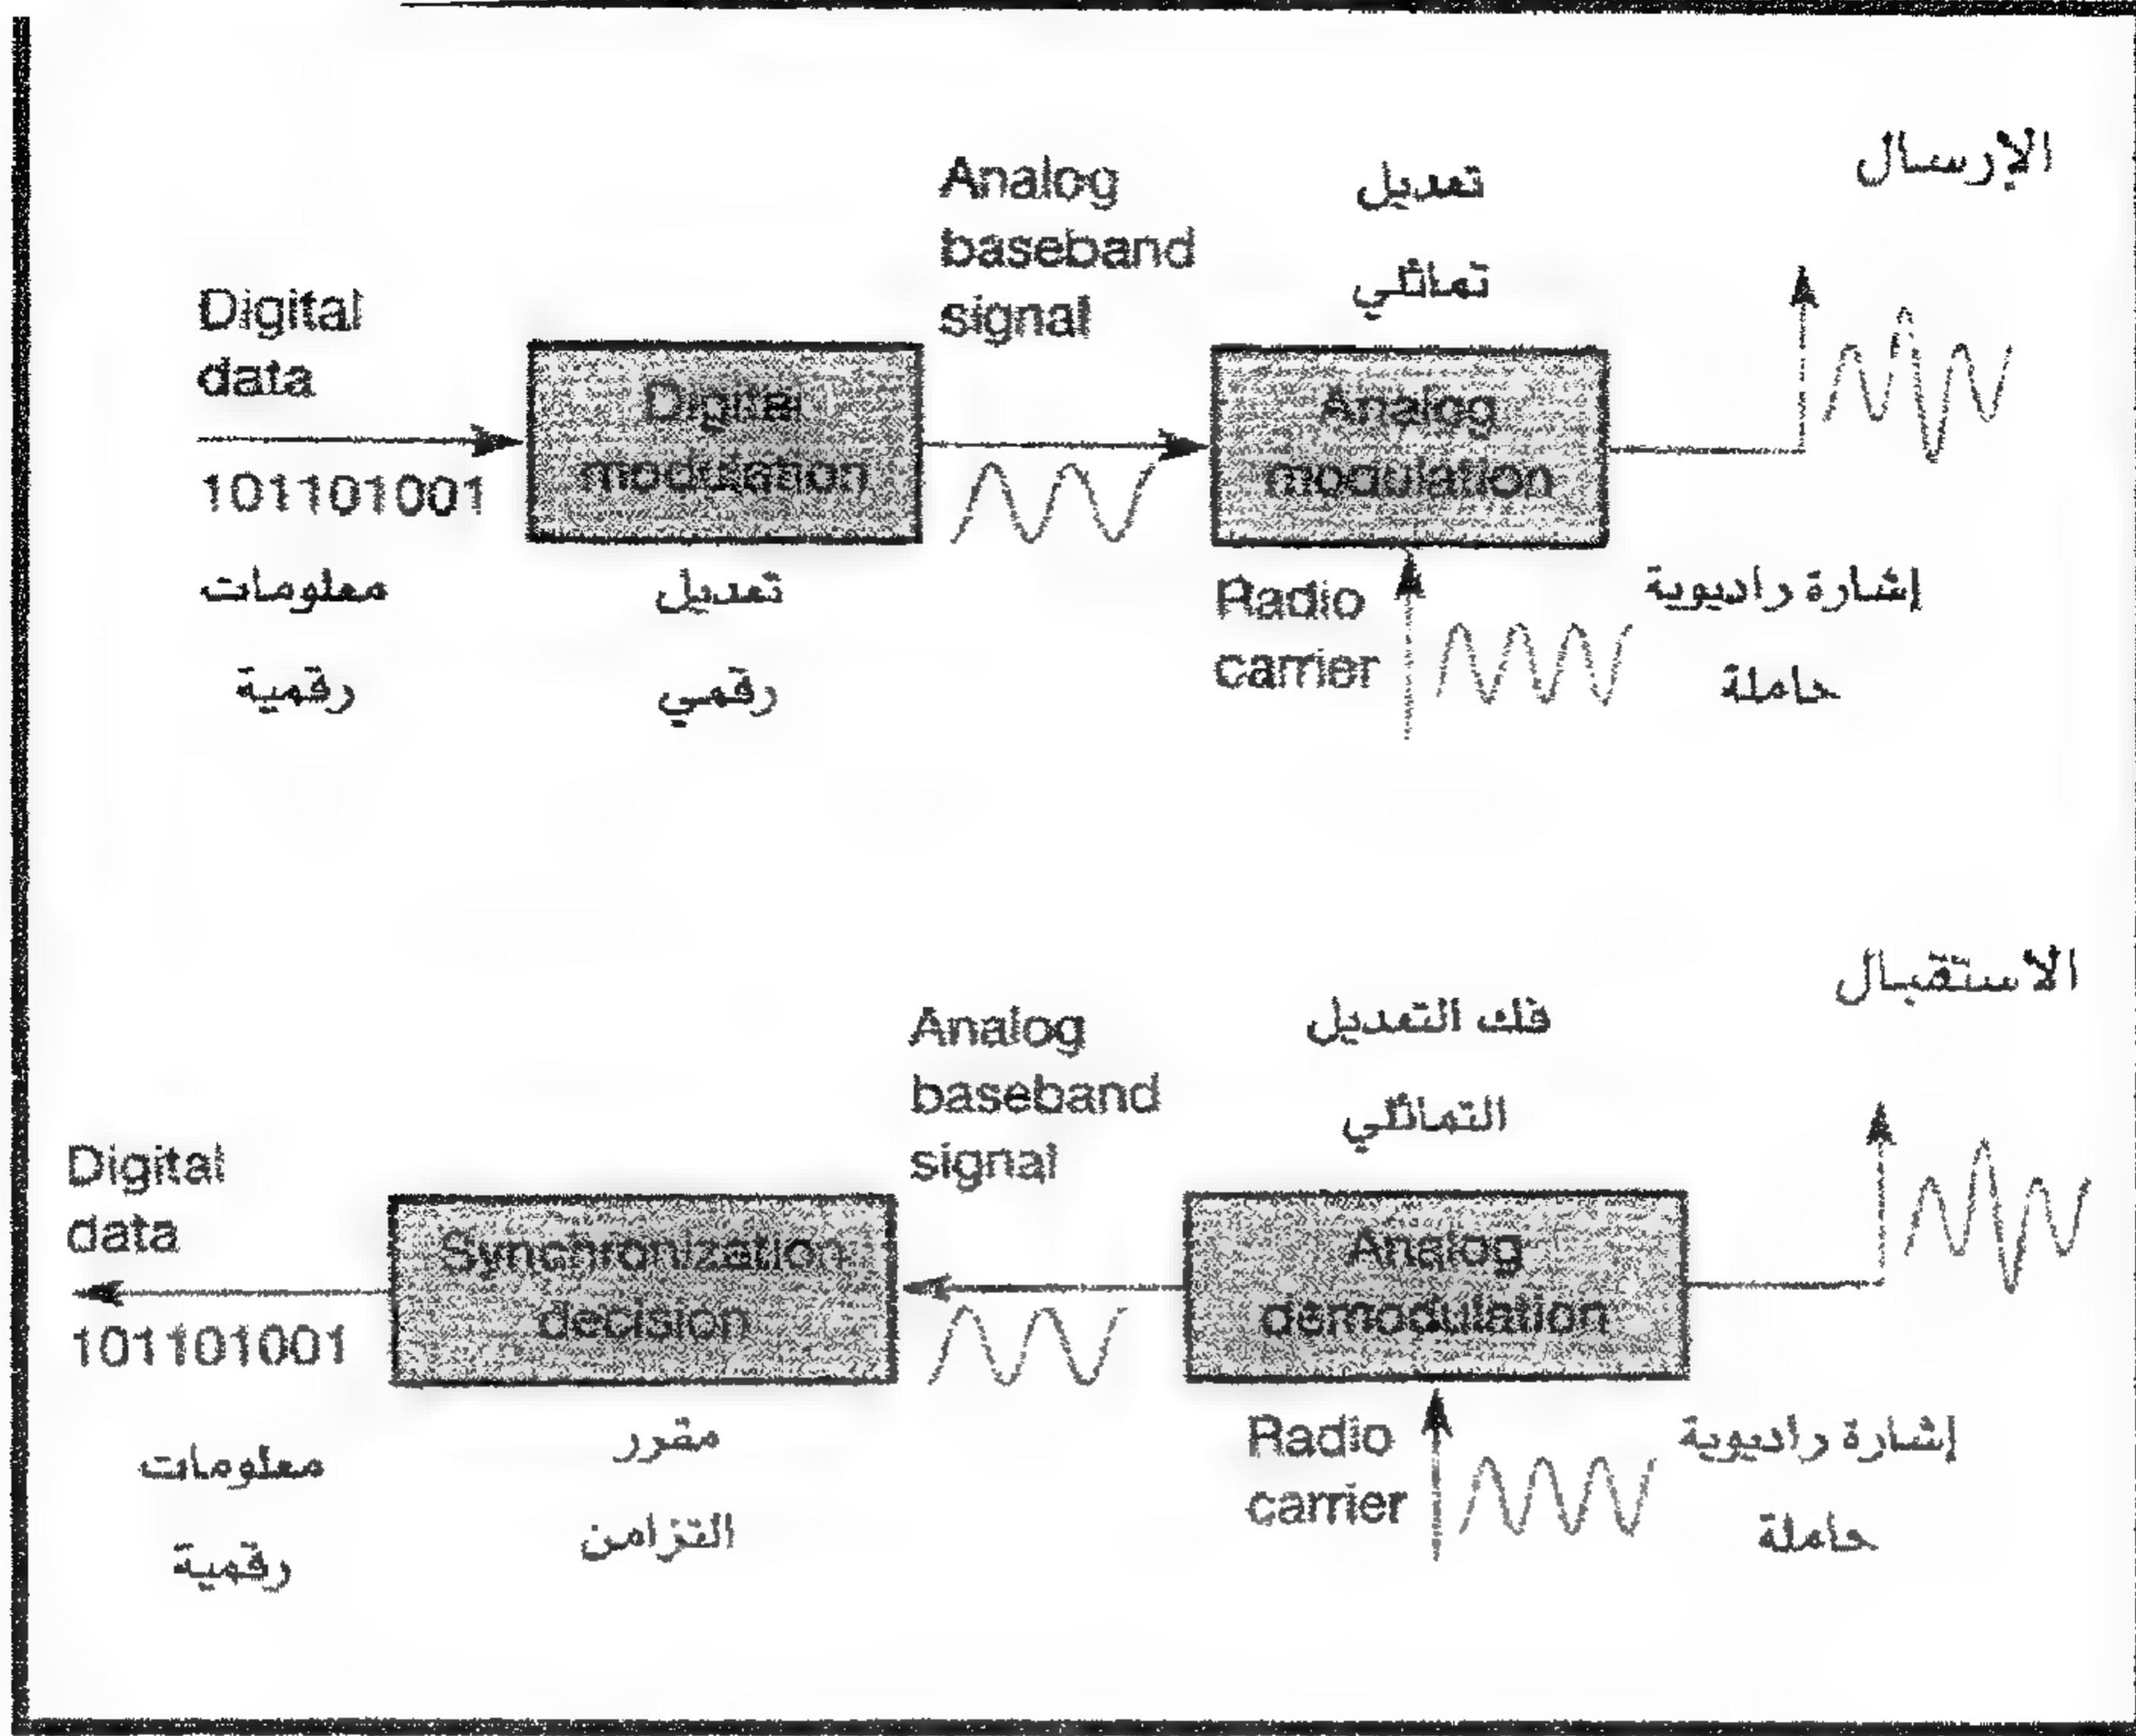 الإرسال
Analog
baseband
signal
تعديل
تماثلي
Digital
data
101101001
معلومات
رقمية
Digital
modulation
تعديل
رقمي
Analog
modulation
Radio
carrier
إشارة راديوية
حاملة
الاستقبال
Analog
baseband
signal
فك التعديل
التماثلي
Digital
data
101101001
معلومات
رقمية
Synchronization
decision
مقرر
التزامن
Analog
demodulation
Radio
carrier
إشارة راديوية
حاملة